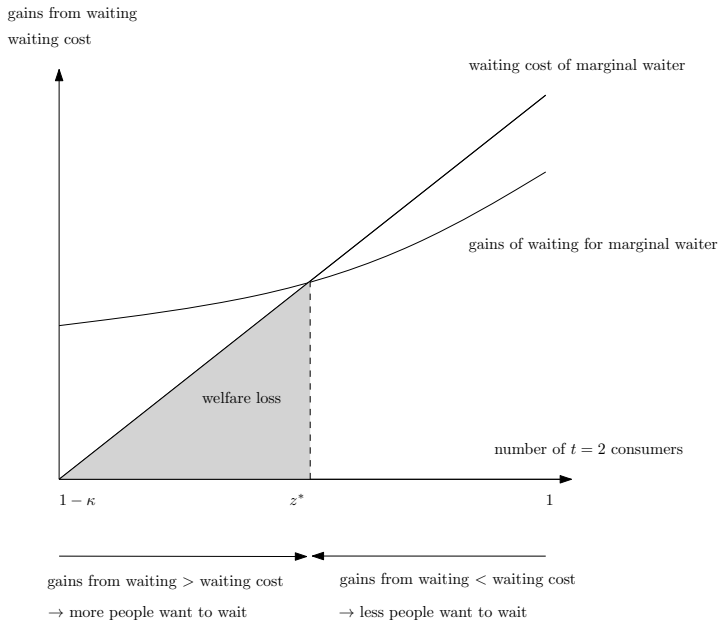 gains from waiting
waiting cost
waiting cost of marginal waiter
gains of waiting for marginal waiter
welfare loss
number of t = 2 consumers
1 − κ
z*
1
gains from waiting > waiting cost
→ more people want to wait
gains from waiting < waiting cost
→ less people want to wait